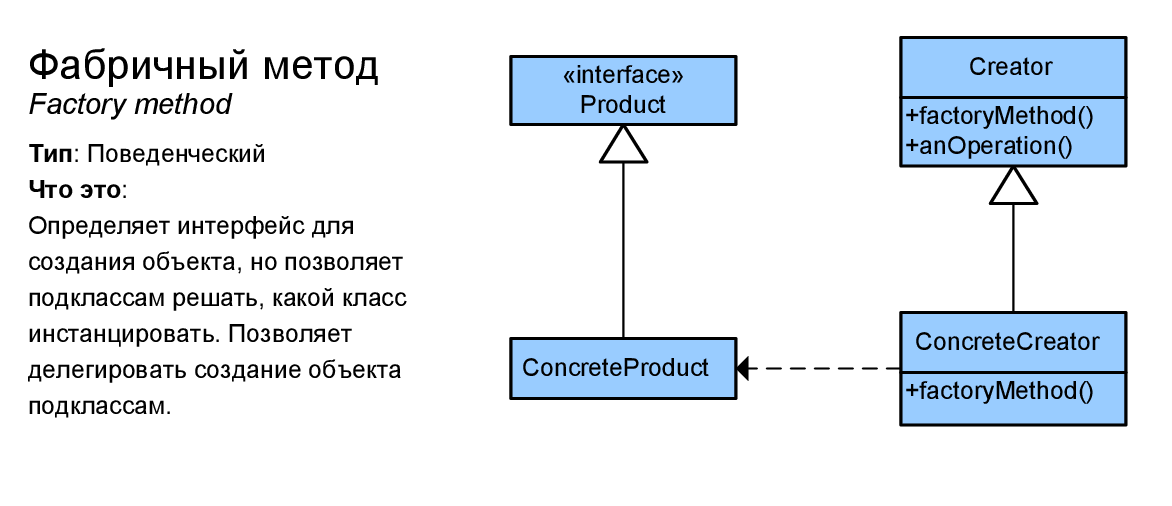 Фабричный метод
Factory method
Тип: Поведенческий
Что это:
Определяет интерфейс для
создания объекта, но позволяет
подклассам решать, какой класс
инстанцировать. Позволяет
делегировать создание объекта
подклассам.
«interface»
Product
ConcreteProduct
Creator
+factoryMethod()
+anOperation()
ConcreteCreator
+factoryMethod()